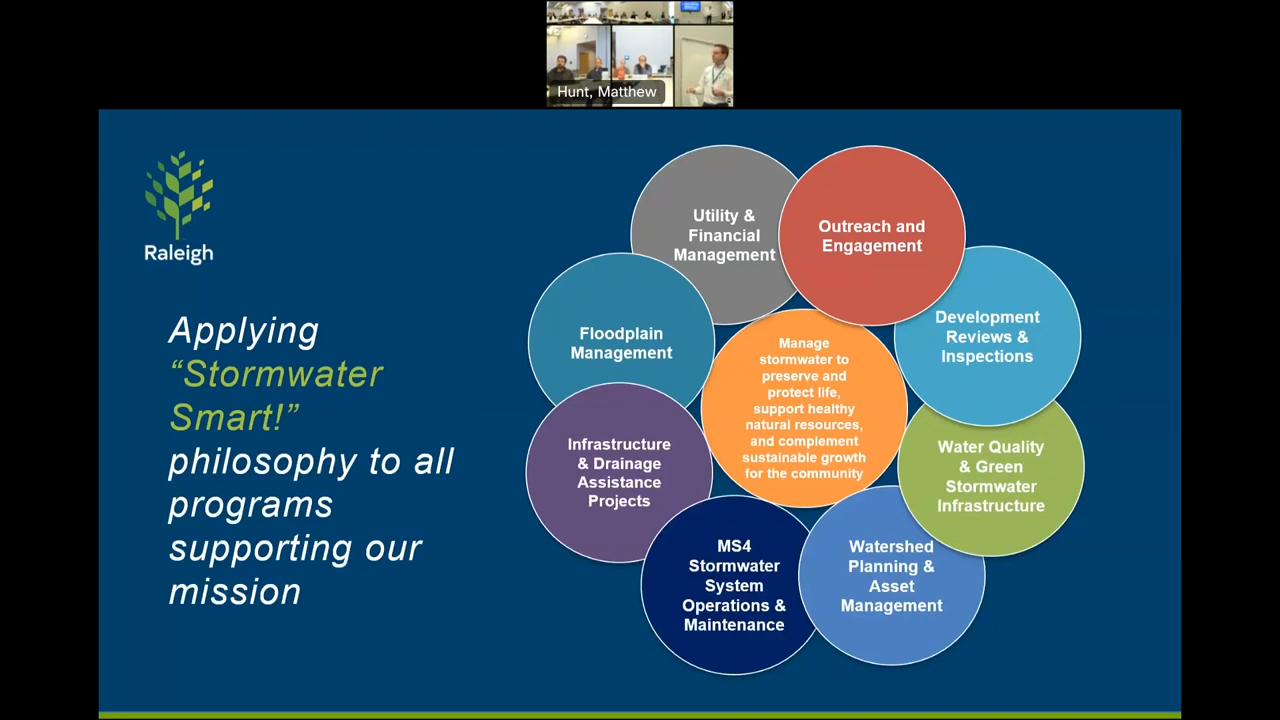 Hunt, Matthew
Raleigh
Applying
“Stormwater
Smart!”
philosophy to all
programs
supporting our
mission
Utility &
Financial
Management
Outreach and
Engagement
Development
Reviews &
Inspections
Water Quality
& Green
Stormwater
Infrastructure
Watershed
Planning &
Asset
Management
MS4
Stormwater
System
Operations &
Maintenance
Infrastructure
& Drainage
Assistance
Projects
Floodplain
Management
Manage
stormwater to
preserve and
protect life,
support healthy
natural resources,
and complement
sustainable growth
for the community